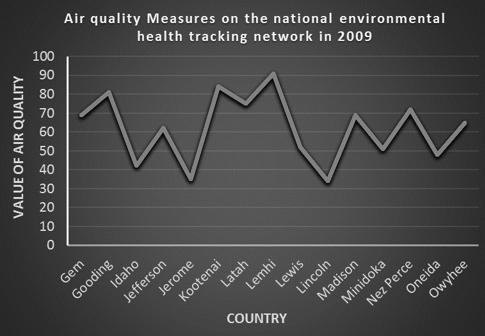 Air quality Measures on the national environmental
health tracking network in 2009
VALUE OF AIR QUALITY
100
90
80
70
60
50
40
30
20
10
0
Gem
Gooding
Idaho
Jefferson
Jerome
Kootenai
Latah
Lemhi
Lewis
Lincoln
Madison
Minidoka
Nez Perce
Oneida
Owyhee
COUNTRY